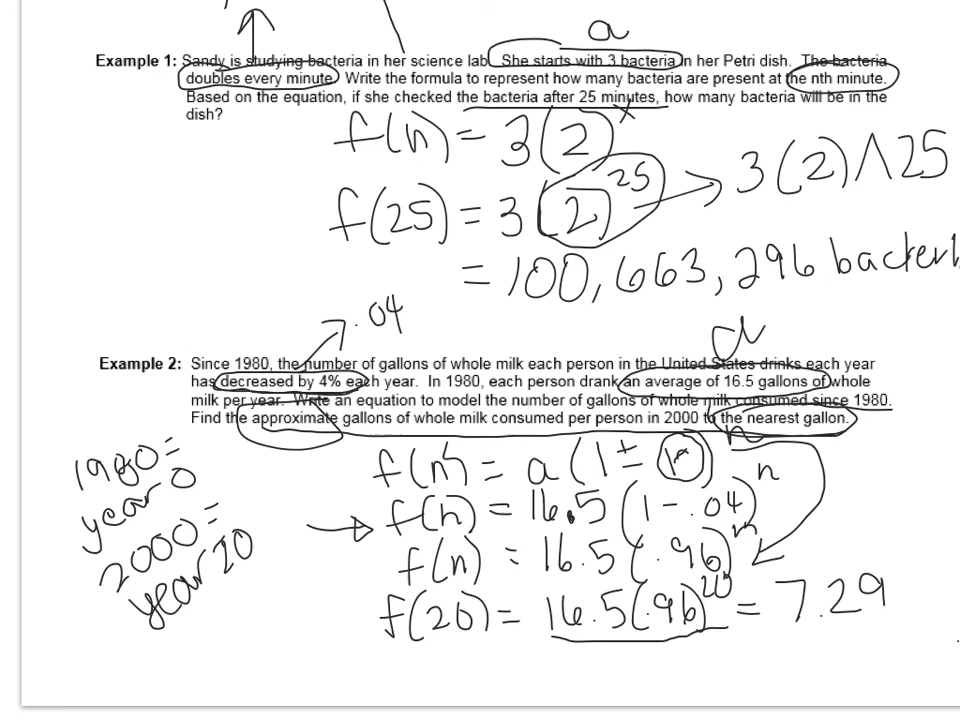 a
Example 1: Sandy is studying bacteria in her science lab. She starts with 3 bacteria in her Petri dish. The bacteria
doubles every minute. Write the formula to represent how many bacteria are present at the nth minute.
Based on the equation, if she checked the bacteria after 25 minutes, how many bacteria will be in the
dish?
f(n) = 3(2)^x
f(25) = 3(2)^25 → 3(2)^25
= 100,663,296 bacteri
.04
a
Example 2: Since 1980, the number of gallons of whole milk each person in the United States drinks each year
has decreased by 4% each year. In 1980, each person drank an average of 16.5 gallons of whole
milk per year. Write an equation to model the number of gallons of whole milk consumed since 1980.
Find the approximate gallons of whole milk consumed per person in 2000 to the nearest gallon.
n
1980 =
year 0
2000 =
year 20
f(n) = a(1 ± r)^n
→ f(n) = 16.5(1 - .04)^n
f(n) = 16.5(.96)^n
f(20) = 16.5(.96)^20 = 7.29